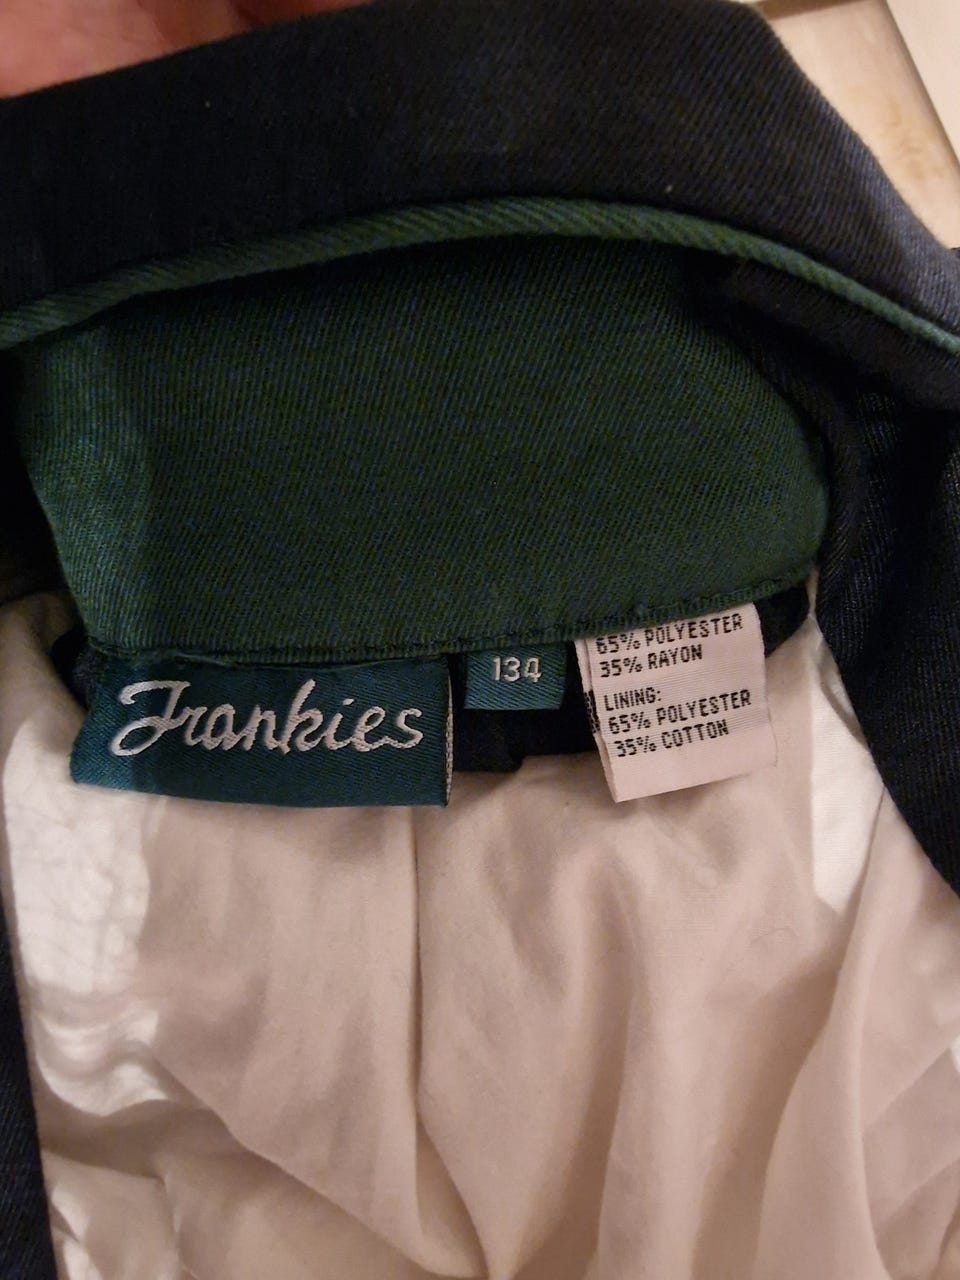 Frankies
134
65% POLYESTER
35% RAYON
LINING:
65% POLYESTER
35% COTTON